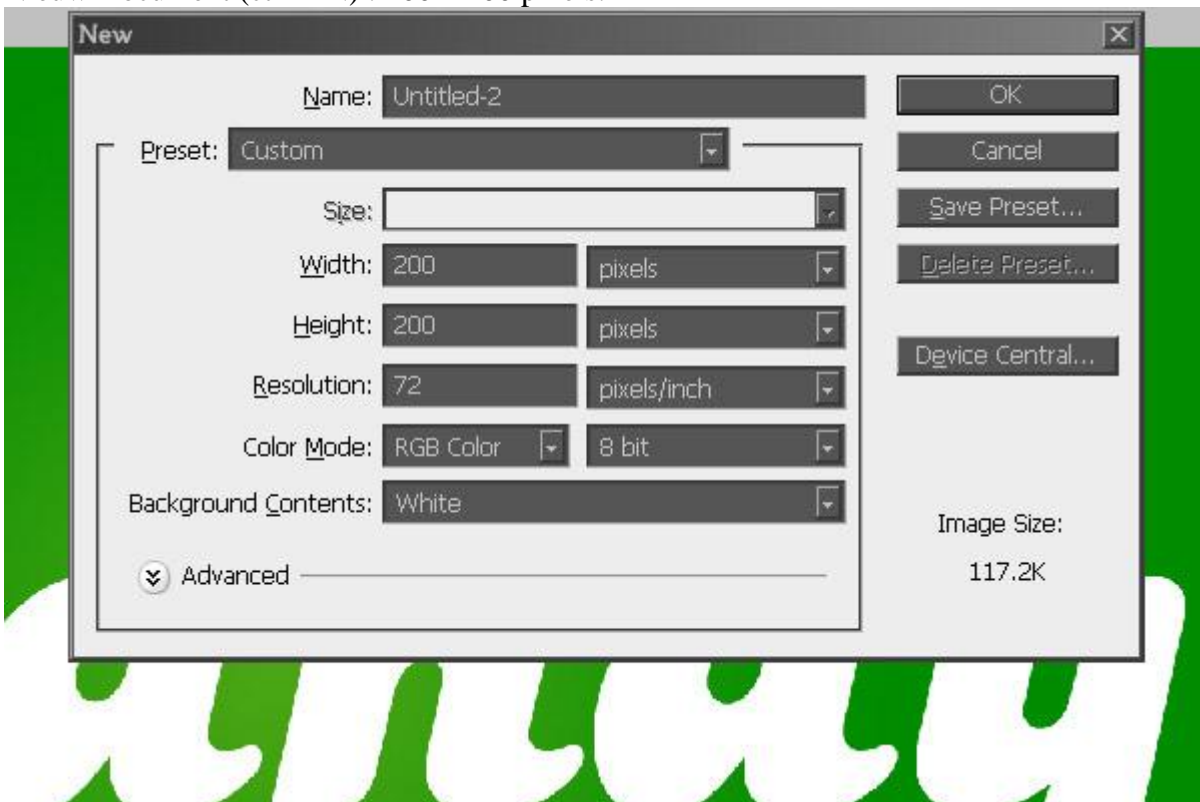 New
Name: Untitled-2
OK
Preset: Custom
Cancel
Size:
Save Preset...
Width: 200 pixels
Delete Preset...
Height: 200 pixels
Device Central...
Resolution: 72 pixels/inch
Color Mode: RGB Color 8 bit
Background Contents: White
Image Size:
117.2K
Advanced